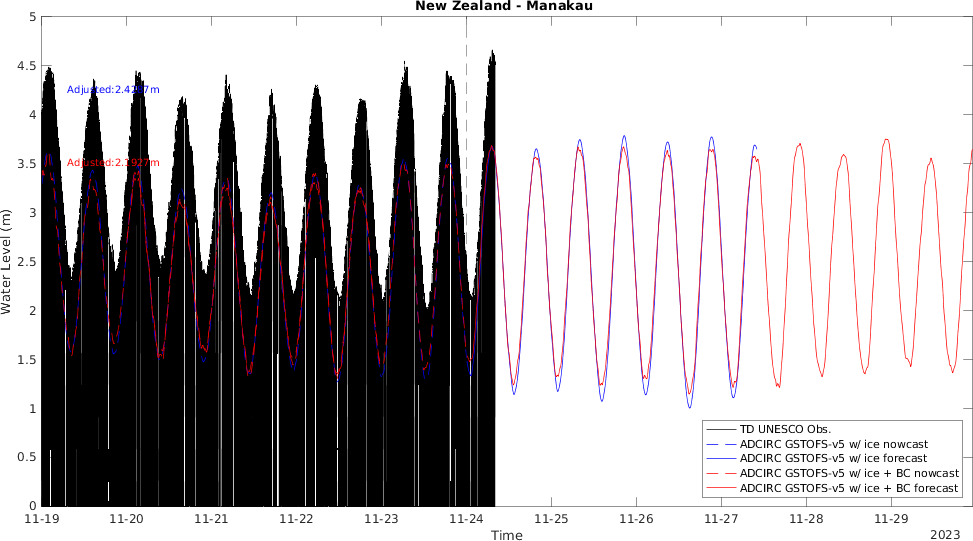 New Zealand - Manakau
5
4.5
4
3.5
3
2.5
2
1.5
1
0.5
0
Water Level (m)
Adjusted:
Adjusted:
TD UNESCO Obs.
ADCIRC GSTOFS-v5 w/ ice nowcast
ADCIRC GSTOFS-v5 w/ ice forecast
ADCIRC GSTOFS-v5 w/ ice + BC nowcast
ADCIRC GSTOFS-v5 w/ ice + BC forecast
11-19 11-20 11-21 11-22 11-23 11-24 11-25 11-26 11-27 11-28 11-29
Time
2023